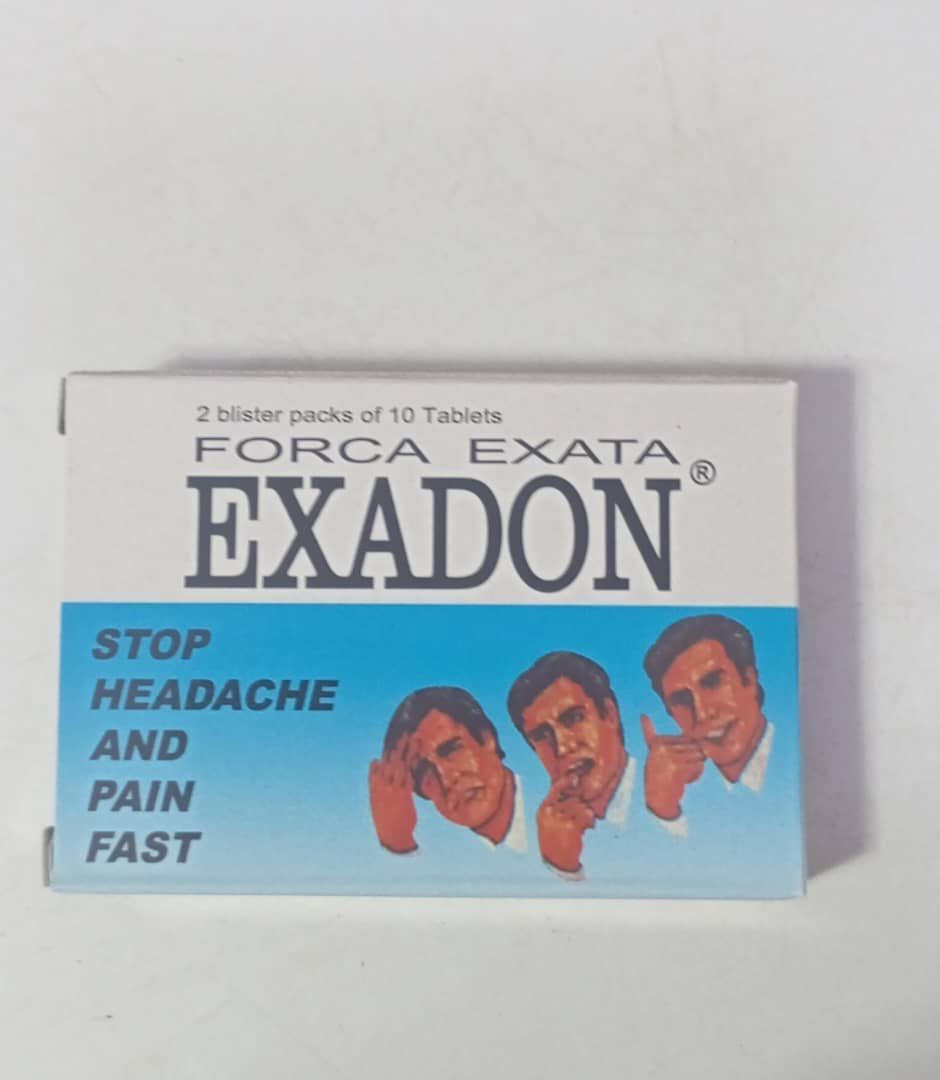 2 blister packs of 10 Tablets
FORCA EXATA
EXADON®
STOP
HEADACHE
AND
PAIN
FAST